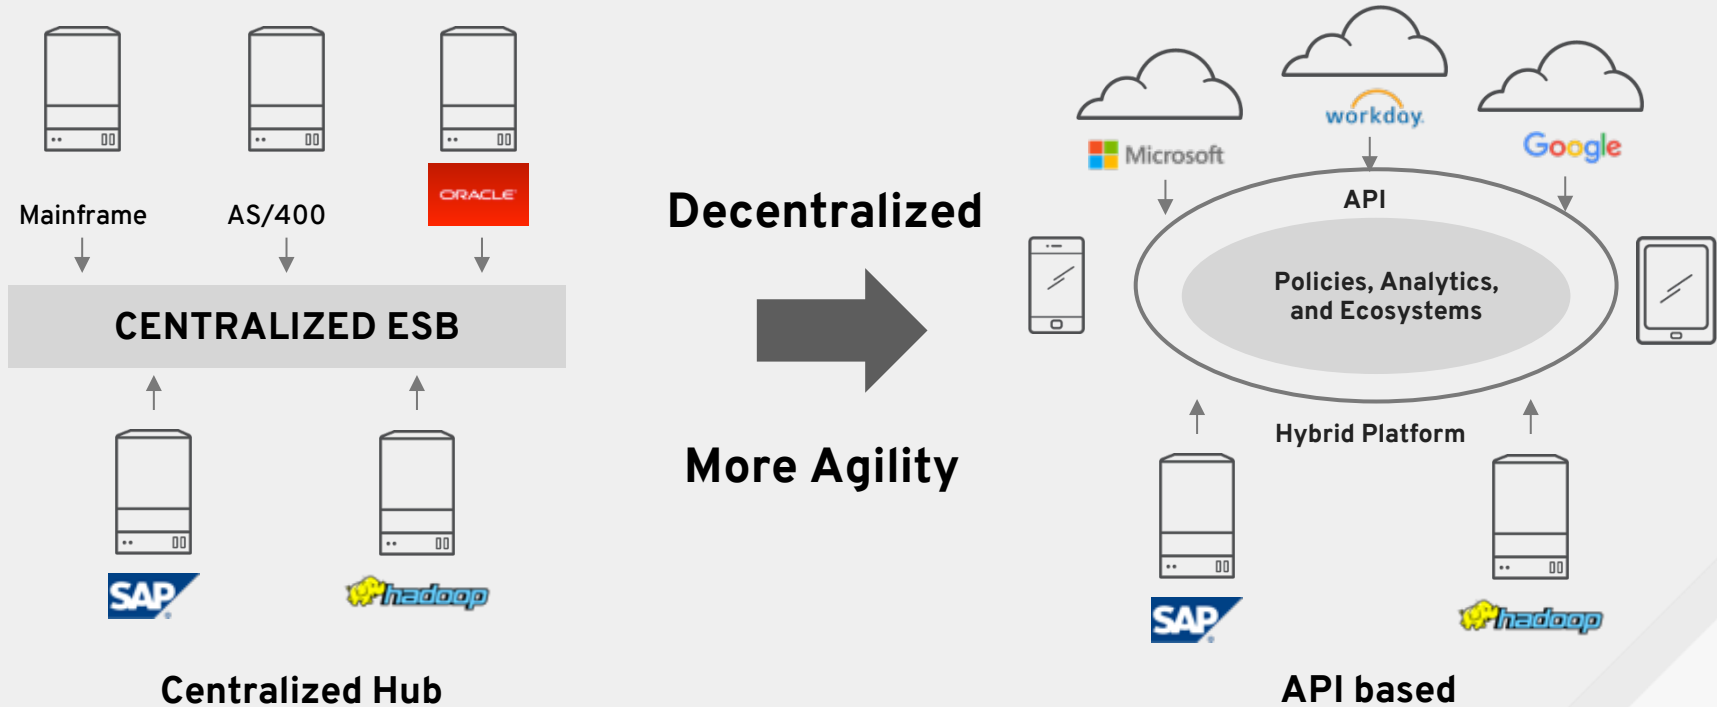 Mainframe
AS/400
ORACLE
CENTRALIZED ESB
SAP
hadoop
Centralized Hub
Decentralized
More Agility
Microsoft
workday.
Google
API
Policies, Analytics,
and Ecosystems
Hybrid Platform
SAP
hadoop
API based